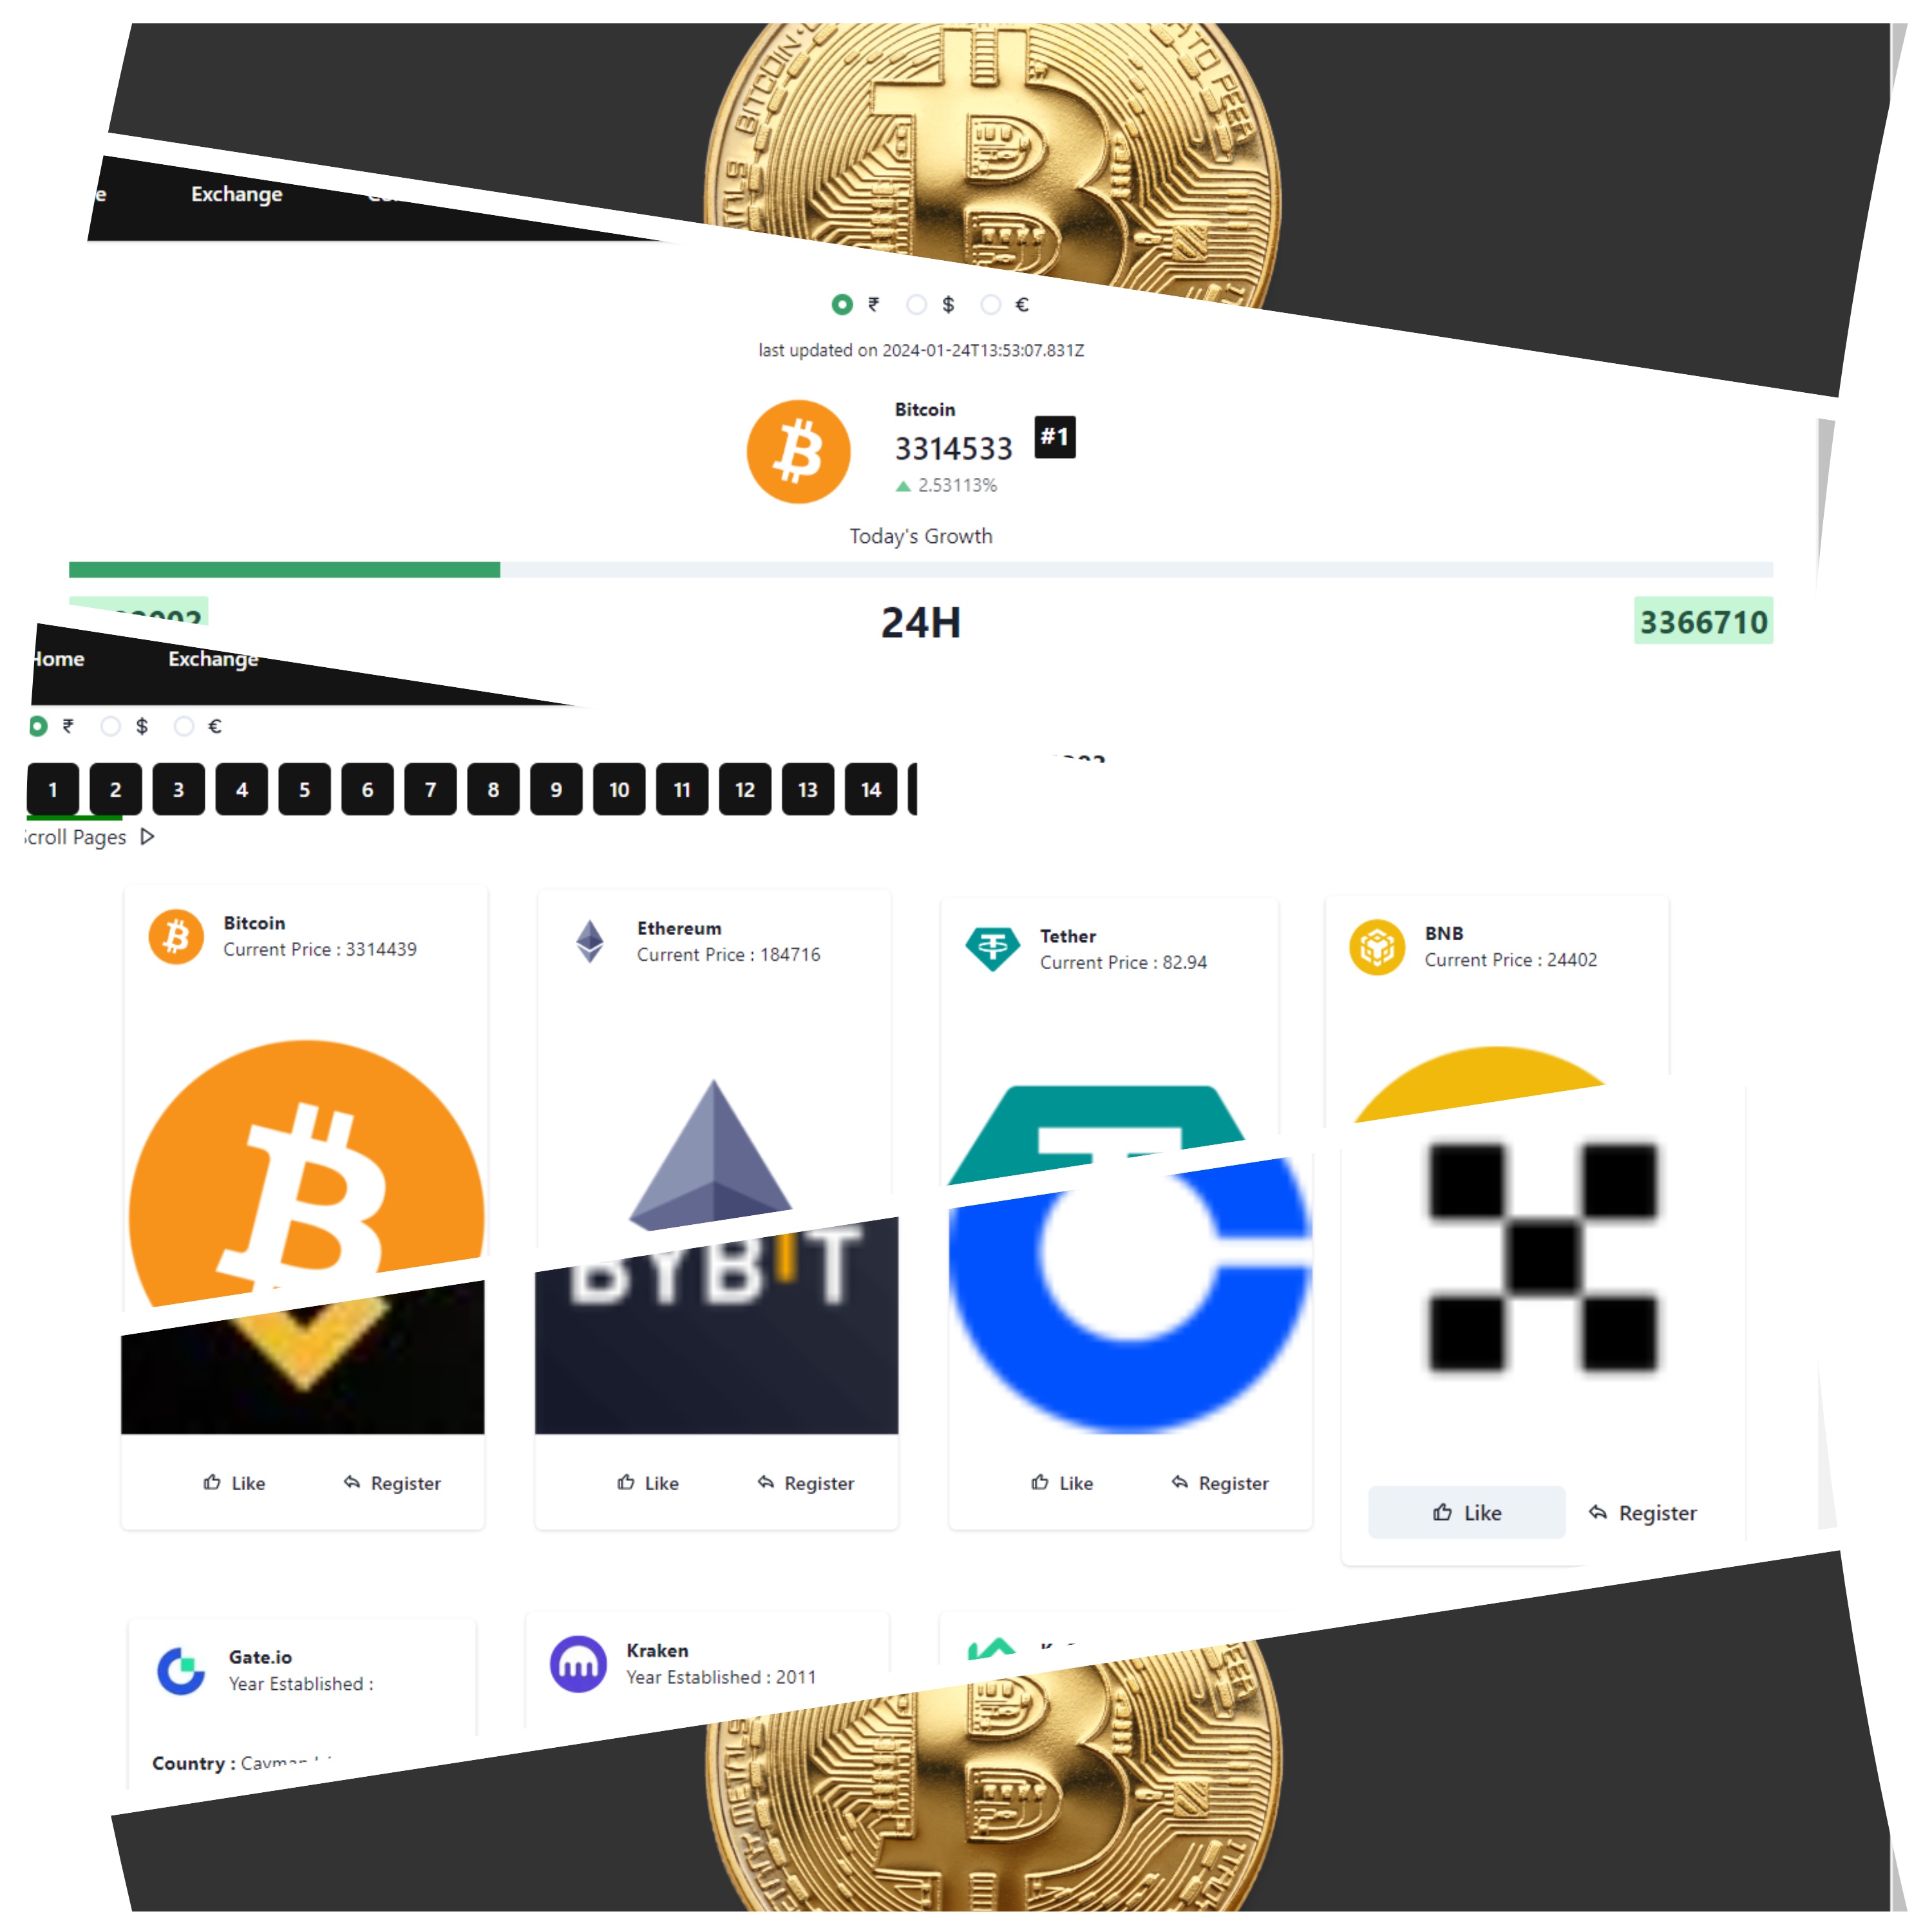 BITCOIN
TO PEER
Exchange
₹ $ €
last updated on 2024-01-24T13:53:07.831Z
Bitcoin
3314533
#1
2.53113%
Today's Growth
24H
3366710
Home Exchange
₹ $ €
1 2 3 4 5 6 7 8 9 10 11 12 13 14
Scroll Pages
Bitcoin
Current Price : 3314439
Ethereum
Current Price : 184716
Tether
Current Price : 82.94
BNB
Current Price : 24402
BYBIT
Like Register
Like Register
Like Register
Like Register
Gate.io
Year Established :
Country :
Kraken
Year Established : 2011
PEER